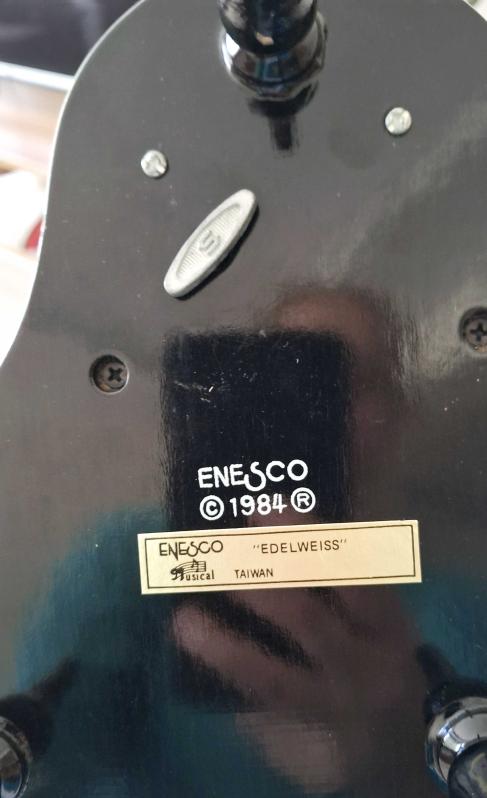 S
ENESCO
© 1984 ®
ENESCO "EDELWEISS"
Musical TAIWAN